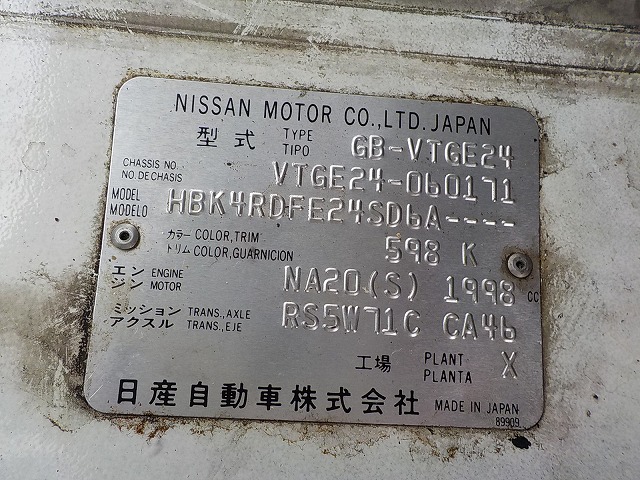 NISSAN MOTOR CO.,LTD. JAPAN
型式 TYPE TIPO GB-VTGE24
CHASSIS NO. NO. DE CHASIS VTGE24-060171
MODEL MODELO HBK4RDFE24SD6A----
カラー COLOR,TRIM トリム COLOR,GUARNICION 598 K
エンジン ENGINE MOTOR NA20(S) 1998 CC
ミッション TRANS.,AXLE アクスル TRANS.,EJE RS5W71C CA46
工場 PLANT PLANTA X
日産自動車株式会社 MADE IN JAPAN
89909